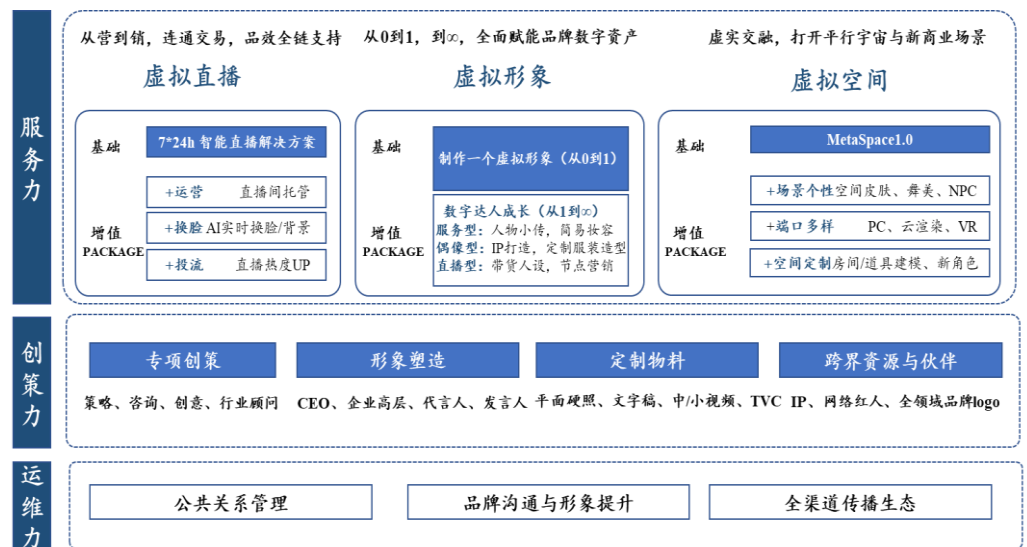 服务力
从营到销，连通交易，品效全链支持
虚拟直播
基础
7*24h 智能直播解决方案
增值
PACKAGE
+运营 直播间托管
+换脸 AI实时换脸/背景
+投流 直播热度UP
从0到1，到∞，全面赋能品牌数字资产
虚拟形象
基础
制作一个虚拟形象（从0到1）
增值
PACKAGE
数字达人成长（从1到∞）
服务型：人物小传，简易妆容
偶像型：IP打造，定制服装造型
直播型：带货人设，节点营销
虚实交融，打开平行宇宙与新商业场景
虚拟空间
基础
MetaSpace1.0
增值
PACKAGE
+场景个性 空间皮肤、舞美、NPC
+端口多样 PC、云渲染、VR
+空间定制 房间/道具建模、新角色
创策力
专项创策
策略、咨询、创意、行业顾问
形象塑造
CEO、企业高层、代言人、发言人
定制物料
平面硬照、文字稿、中/小视频、TVC
跨界资源与伙伴
IP、网络红人、全领域品牌logo
运维力
公共关系管理
品牌沟通与形象提升
全渠道传播生态